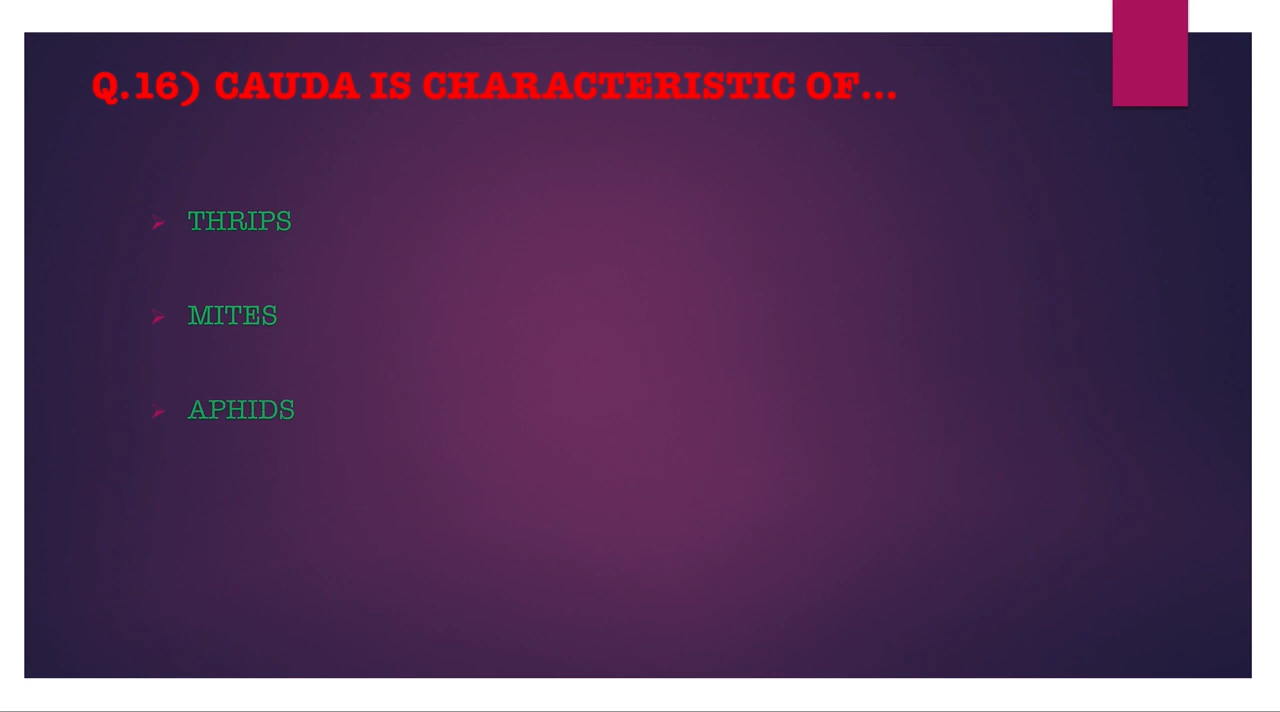 Q.16) CAUDA IS CHARACTERISTIC OF...
THRIPS
MITES
APHIDS